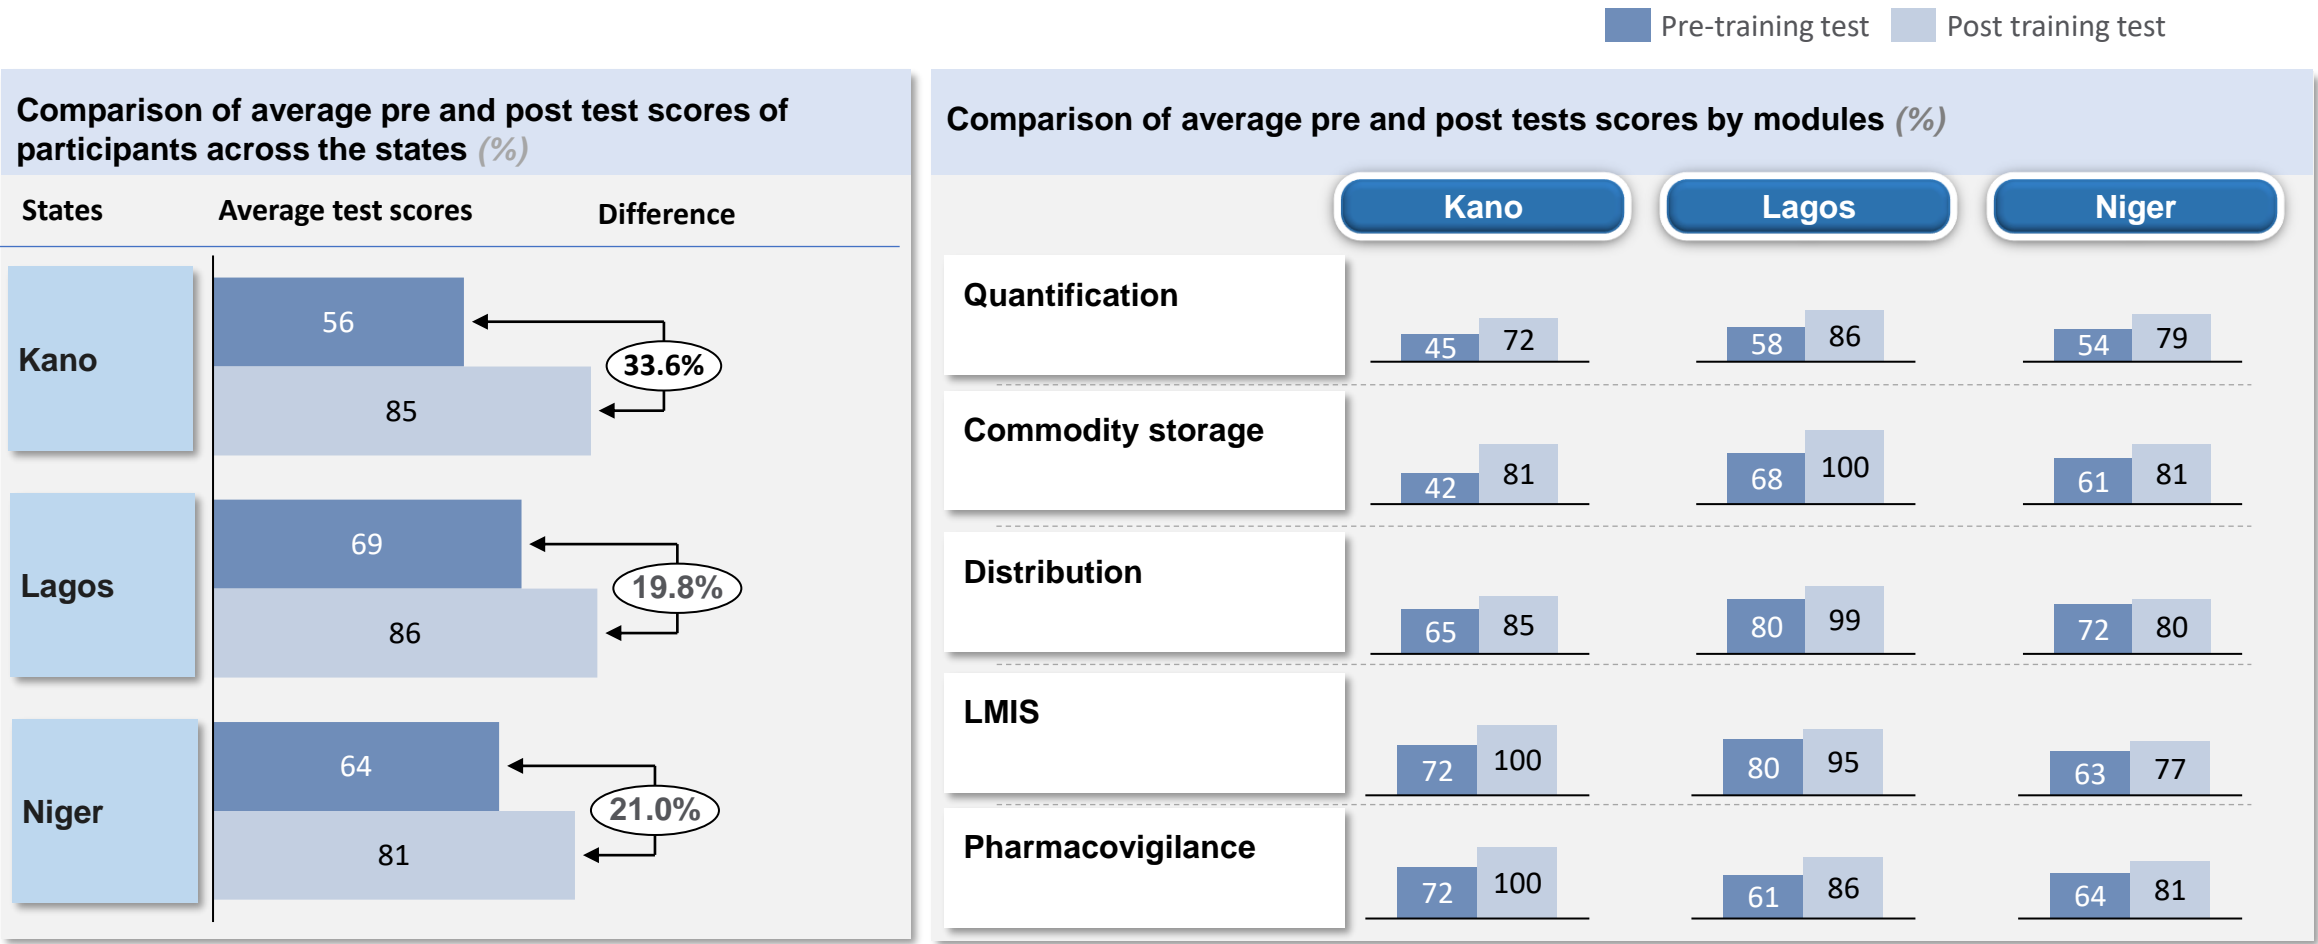 Pre-training test Post training test
Comparison of average pre and post test scores of
participants across the states (%)
States Average test scores Difference
Kano
56
85
33.6%
Lagos
69
86
19.8%
Niger
64
81
21.0%
Comparison of average pre and post tests scores by modules (%)
Kano Lagos Niger
Quantification
45 72 58 86 54 79
Commodity storage
42 81 68 100 61 81
Distribution
65 85 80 99 72 80
LMIS
72 100 80 95 63 77
Pharmacovigilance
72 100 61 86 64 81